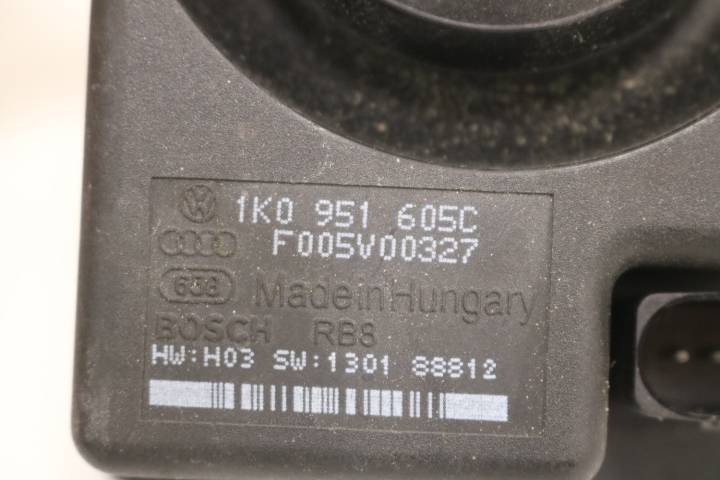 1K0 951 605C
F005V00327
Made in Hungary
BOSCH RB8
HW:H03 SW:1301 88812